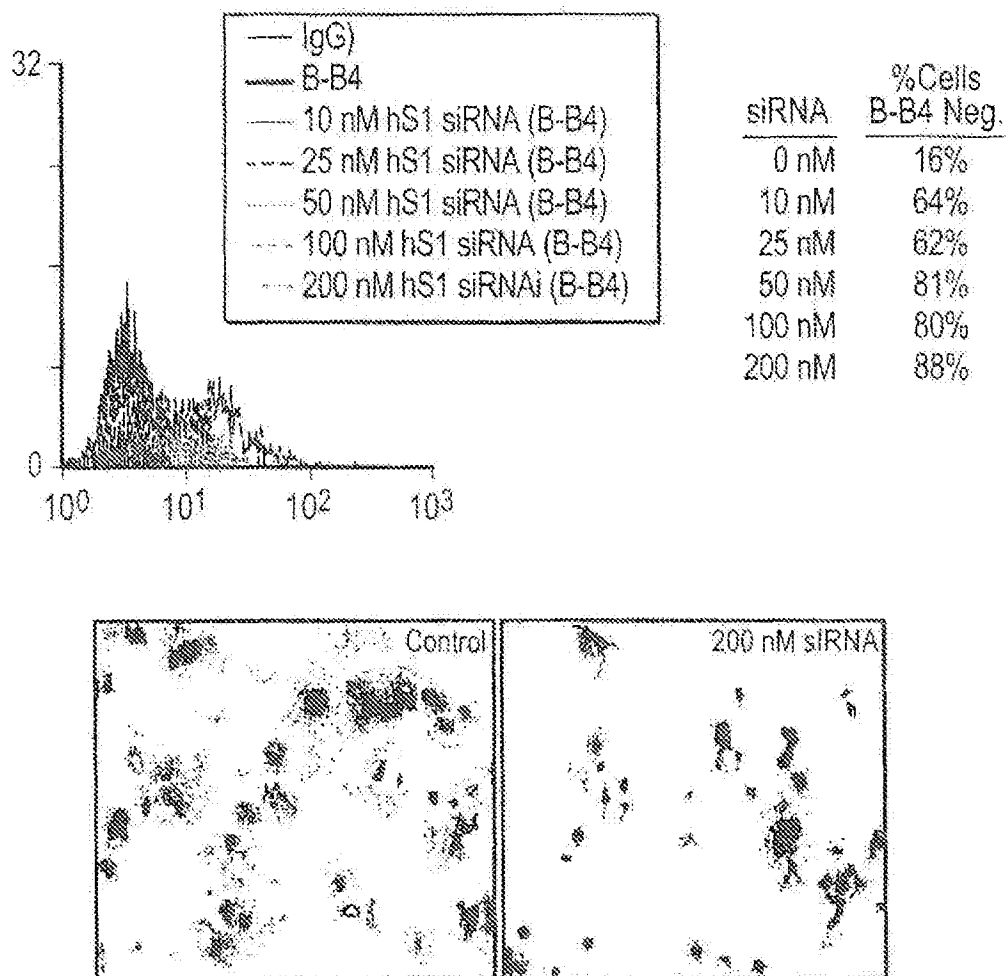 32
0
10⁰ 10¹ 10² 10³
IgG)
B-B4
10 nM hS1 siRNA (B-B4)
25 nM hS1 siRNA (B-B4)
50 nM hS1 siRNA (B-B4)
100 nM hS1 siRNA (B-B4)
200 nM hS1 siRNAi (B-B4)
%Cells
siRNA B-B4 Neg.
0 nM 16%
10 nM 64%
25 nM 62%
50 nM 81%
100 nM 80%
200 nM 88%
Control
200 nM siRNA